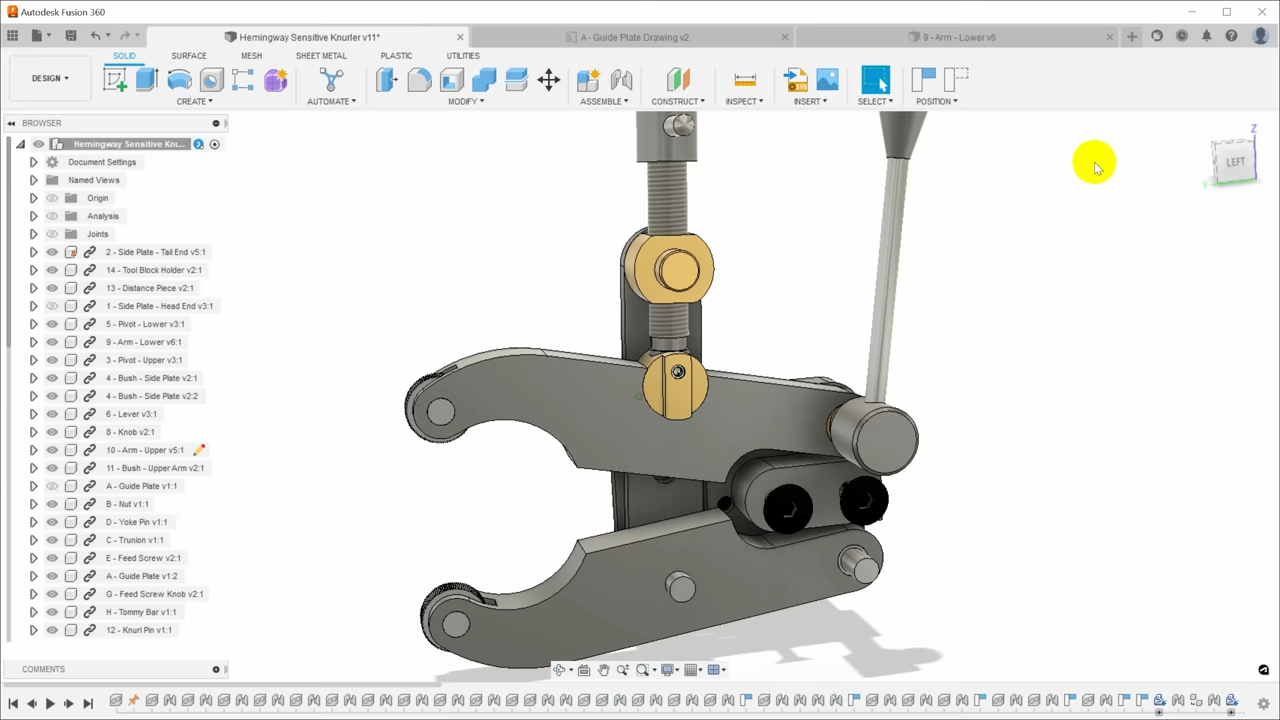 Autodesk Fusion 360
Hemingway Sensitive Knurler v11*
A - Guide Plate Drawing v2
9 - Arm - Lower v6
SOLID SURFACE MESH SHEET METAL PLASTIC UTILITIES
DESIGN
CREATE AUTOMATE MODIFY ASSEMBLE CONSTRUCT INSPECT INSERT SELECT POSITION
BROWSER
Hemingway Sensitive Knu...
Document Settings
Named Views
Origin
Analysis
Joints
2 - Side Plate - Tail End v5:1
14 - Tool Block Holder v2:1
13 - Distance Piece v2:1
1 - Side Plate - Head End v3:1
5 - Pivot - Lower v3:1
9 - Arm - Lower v6:1
3 - Pivot - Upper v3:1
4 - Bush - Side Plate v2:1
4 - Bush - Side Plate v2:2
6 - Lever v3:1
8 - Knob v2:1
10 - Arm - Upper v5:1
11 - Bush - Upper Arm v2:1
A - Guide Plate v1:1
B - Nut v1:1
D - Yoke Pin v1:1
C - Trunion v1:1
E - Feed Screw v2:1
A - Guide Plate v1:2
G - Feed Screw Knob v2:1
H - Tommy Bar v1:1
12 - Knurl Pin v1:1
Z
LEFT
Y
COMMENTS